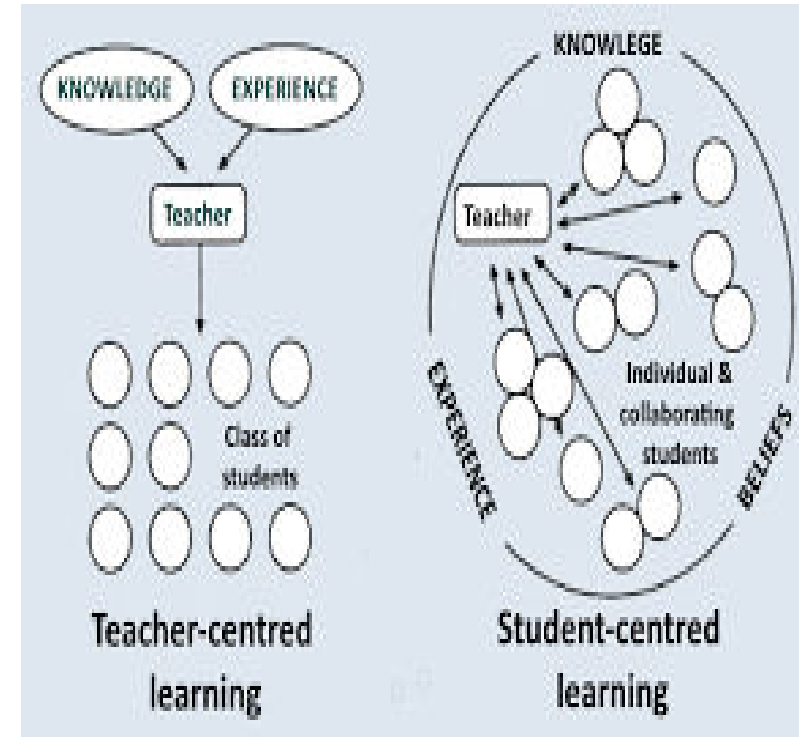 KNOWLEDGE
EXPERIENCE
Teacher
Class of
students
Teacher-centred
learning
KNOWLEGE
Teacher
Individual &
collaborating
students
EXPERIENCE
BELIEFS
Student-centred
learning